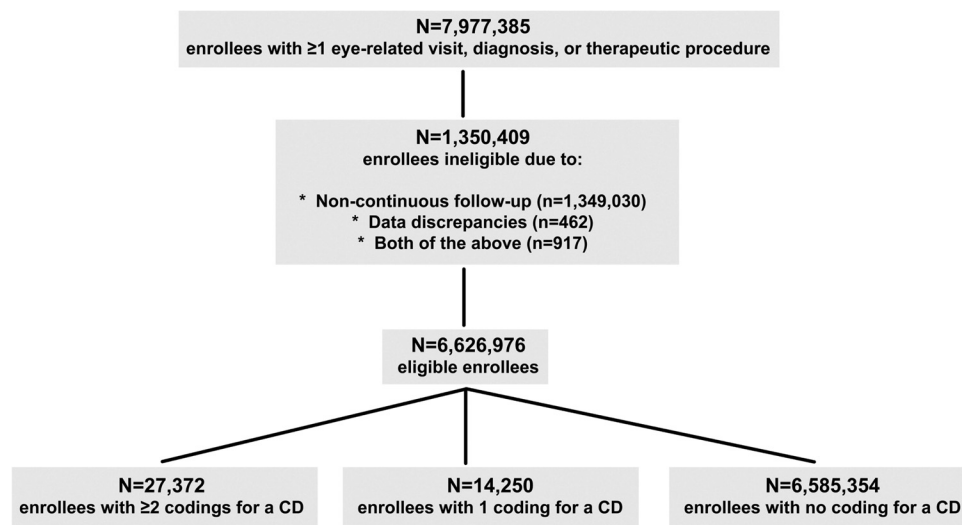 N=7,977,385
enrollees with ≥1 eye-related visit, diagnosis, or therapeutic procedure
N=1,350,409
enrollees ineligible due to:
* Non-continuous follow-up (n=1,349,030)
* Data discrepancies (n=462)
* Both of the above (n=917)
N=6,626,976
eligible enrollees
N=27,372
enrollees with ≥2 codings for a CD
N=14,250
enrollees with 1 coding for a CD
N=6,585,354
enrollees with no coding for a CD